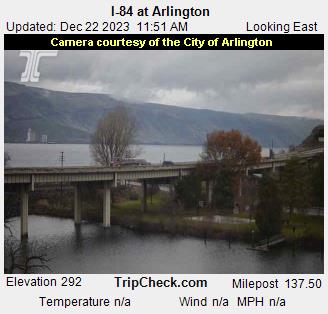 I-84 at Arlington
Updated: Dec 22 2023 11:51 AM Looking East
Camera courtesy of the City of Arlington
Elevation 292 TripCheck.com Milepost 137.50
Temperature n/a Wind n/a MPH n/a